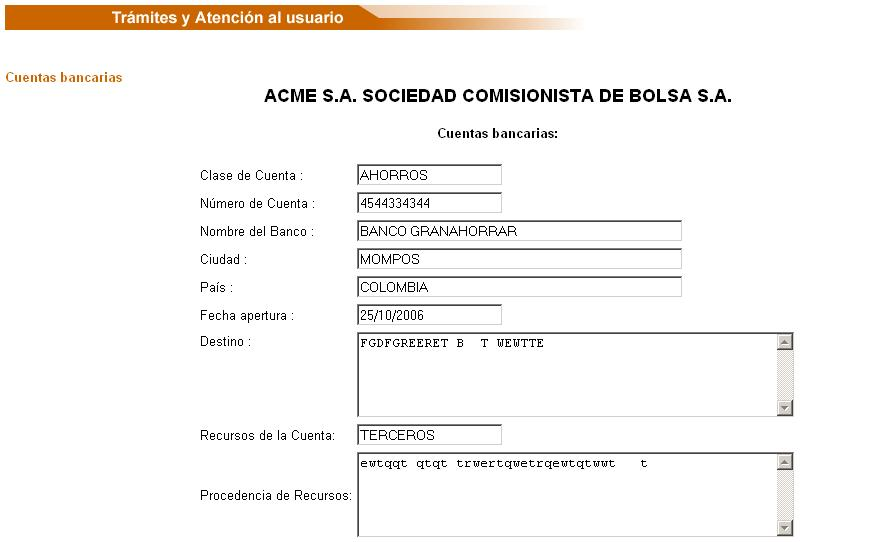 Trámites y Atención al usuario
Cuentas bancarias
ACME S.A. SOCIEDAD COMISIONISTA DE BOLSA S.A.
Cuentas bancarias:
Clase de Cuenta : AHORROS
Número de Cuenta : 4544334344
Nombre del Banco : BANCO GRANAHORRAR
Ciudad : MOMPOS
País : COLOMBIA
Fecha apertura : 25/10/2006
Destino : FGDFGREERET B  T WEWTTE
Recursos de la Cuenta: TERCEROS
Procedencia de Recursos: ewtqqt qtqt trwertqwetrqewtqtwwt   t